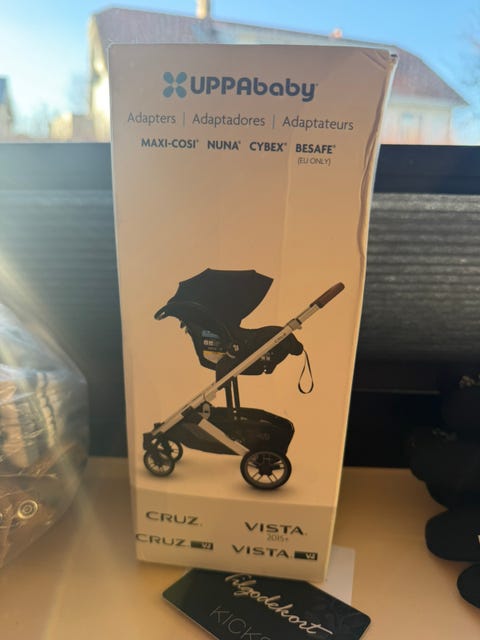 UPPAbaby
Adapters | Adaptadores | Adaptateurs
MAXI-COSI® NUNA® CYBEX® BESAFE®
(EU ONLY)
CRUZ
VISTA
2015+
CRUZ V2
VISTA V2
Tilgodekort
KICKS